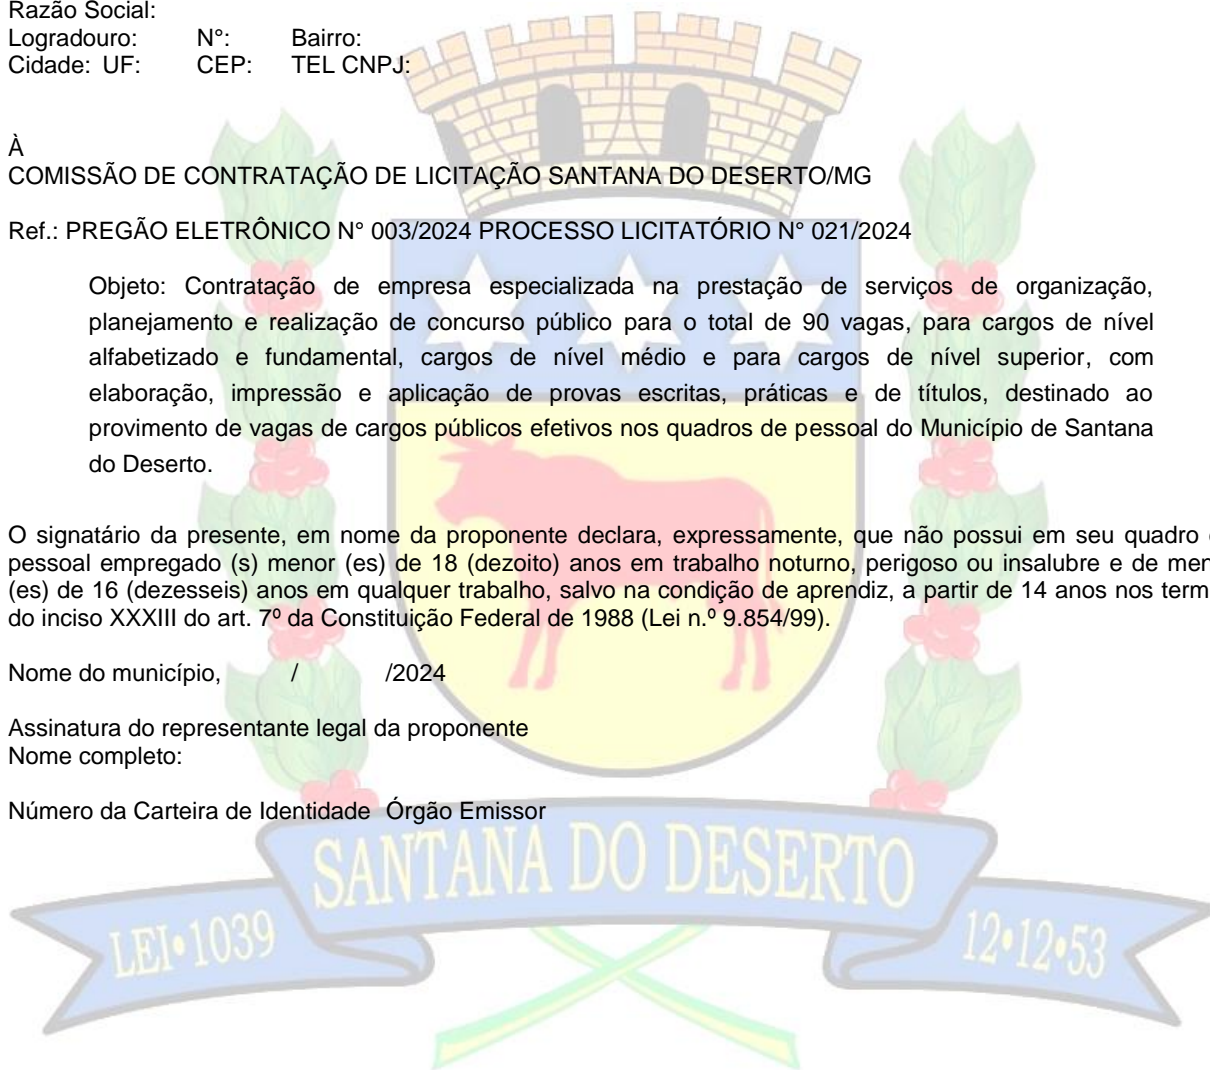 Razão Social:
Logradouro: N°: Bairro:
Cidade: UF: CEP: TEL CNPJ:
À
COMISSÃO DE CONTRATAÇÃO DE LICITAÇÃO SANTANA DO DESERTO/MG
Ref.: PREGÃO ELETRÔNICO N° 003/2024 PROCESSO LICITATÓRIO N° 021/2024
Objeto: Contratação de empresa especializada na prestação de serviços de organização,
planejamento e realização de concurso público para o total de 90 vagas, para cargos de nível
alfabetizado e fundamental, cargos de nível médio e para cargos de nível superior, com
elaboração, impressão e aplicação de provas escritas, práticas e de títulos, destinado ao
provimento de vagas de cargos públicos efetivos nos quadros de pessoal do Município de Santana
do Deserto.
O signatário da presente, em nome da proponente declara, expressamente, que não possui em seu quadro
pessoal empregado (s) menor (es) de 18 (dezoito) anos em trabalho noturno, perigoso ou insalubre e de men
(es) de 16 (dezesseis) anos em qualquer trabalho, salvo na condição de aprendiz, a partir de 14 anos nos term
do inciso XXXIII do art. 7º da Constituição Federal de 1988 (Lei n.º 9.854/99).
Nome do município, / /2024
Assinatura do representante legal da proponente
Nome completo:
Número da Carteira de Identidade Órgão Emissor
SANTANA DO DESERTO
LEI•1039
12•12•53